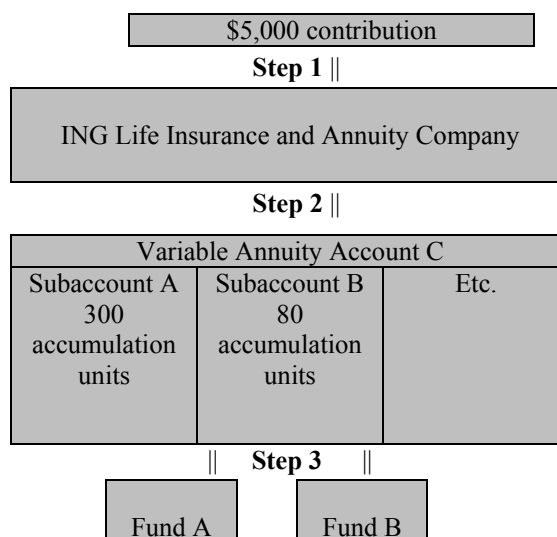 $5,000 contribution
Step 1 ||
ING Life Insurance and Annuity Company
Step 2 ||
Variable Annuity Account C
Subaccount A
300
accumulation
units
Subaccount B
80
accumulation
units
Etc.
|| Step 3 ||
Fund A
Fund B